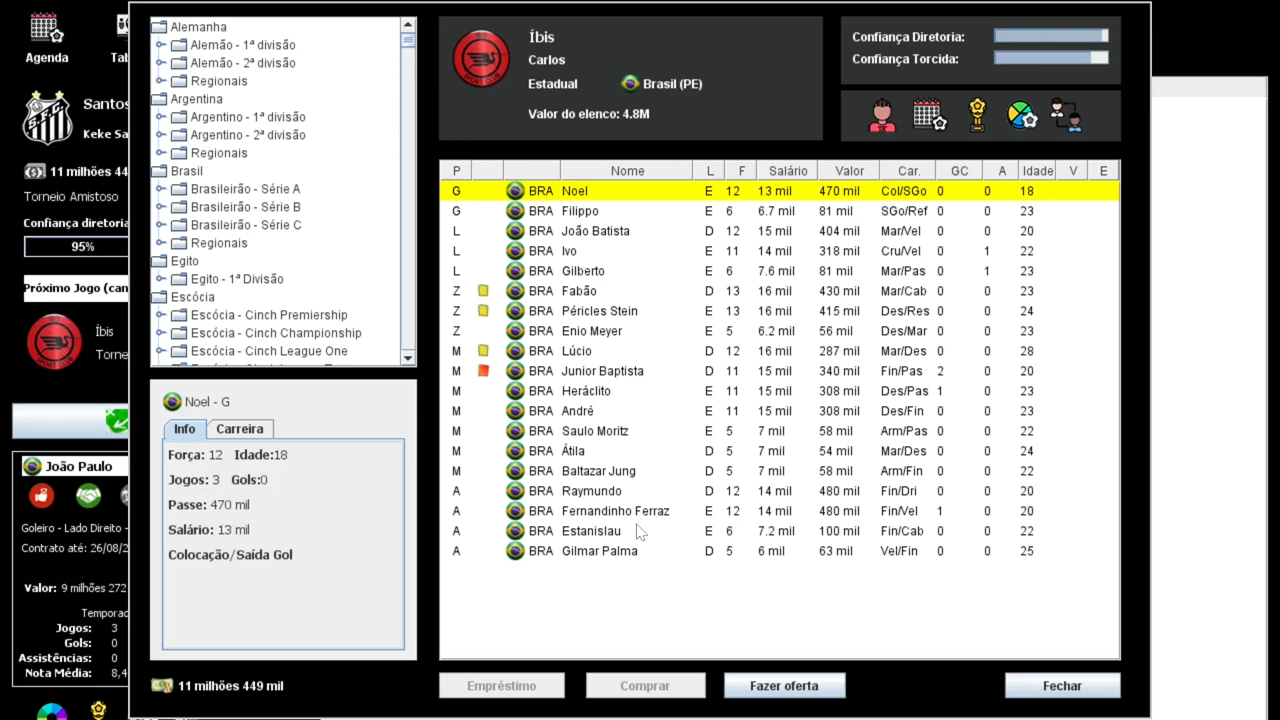 Agenda
Tab
Santos
Keke Sa
11 milhões 44
Torneio Amistoso
Confiança diretoria
95%
Próximo Jogo (can
Íbis
Torne
João Paulo
Goleiro - Lado Direito -
Contrato até: 26/08/2
Valor: 9 milhões 272
Temporad
Jogos: 3
Gols: 0
Assistências: 0
Nota Média: 8,4
Alemanha
Alemão - 1ª divisão
Alemão - 2ª divisão
Regionais
Argentina
Argentino - 1ª divisão
Argentino - 2ª divisão
Regionais
Brasil
Brasileirão - Série A
Brasileirão - Série B
Brasileirão - Série C
Regionais
Egito
Egito - 1ª Divisão
Escócia
Escócia - Cinch Premiership
Escócia - Cinch Championship
Escócia - Cinch League One
Noel - G
Info Carreira
Força: 12 Idade:18
Jogos: 3 Gols:0
Passe: 470 mil
Salário: 13 mil
Colocação/Saída Gol
11 milhões 449 mil
Íbis
Carlos
Estadual Brasil (PE)
Valor do elenco: 4.8M
Confiança Diretoria:
Confiança Torcida:
P Nome L F Salário Valor Car. GC A Idade V E
G BRA Noel E 12 13 mil 470 mil Col/SGo 0 0 18
G BRA Filippo E 6 6.7 mil 81 mil SGo/Ref 0 0 23
L BRA João Batista D 12 15 mil 404 mil Mar/Vel 0 0 20
L BRA Ivo E 11 14 mil 318 mil Cru/Vel 0 1 22
L BRA Gilberto E 6 7.6 mil 81 mil Mar/Pas 0 1 23
Z BRA Fabão D 13 16 mil 430 mil Mar/Cab 0 0 23
Z BRA Péricles Stein E 13 16 mil 415 mil Des/Res 0 0 24
Z BRA Enio Meyer E 5 6.2 mil 56 mil Des/Mar 0 0 23
M BRA Lúcio D 12 16 mil 287 mil Mar/Des 0 0 28
M BRA Junior Baptista D 11 15 mil 340 mil Fin/Pas 2 0 20
M BRA Heráclito E 11 15 mil 308 mil Des/Pas 1 0 23
M BRA André E 11 15 mil 308 mil Des/Fin 0 0 23
M BRA Saulo Moritz E 5 7 mil 58 mil Arm/Pas 0 0 22
M BRA Átila D 5 7 mil 54 mil Mar/Des 0 0 24
M BRA Baltazar Jung D 5 7 mil 58 mil Arm/Fin 0 0 22
A BRA Raymundo D 12 14 mil 480 mil Fin/Dri 0 0 20
A BRA Fernandinho Ferraz E 12 14 mil 480 mil Fin/Vel 1 0 20
A BRA Estanislau E 6 7.2 mil 100 mil Fin/Cab 0 0 22
A BRA Gilmar Palma D 5 6 mil 63 mil Vel/Fin 0 0 25
Empréstimo Comprar Fazer oferta Fechar